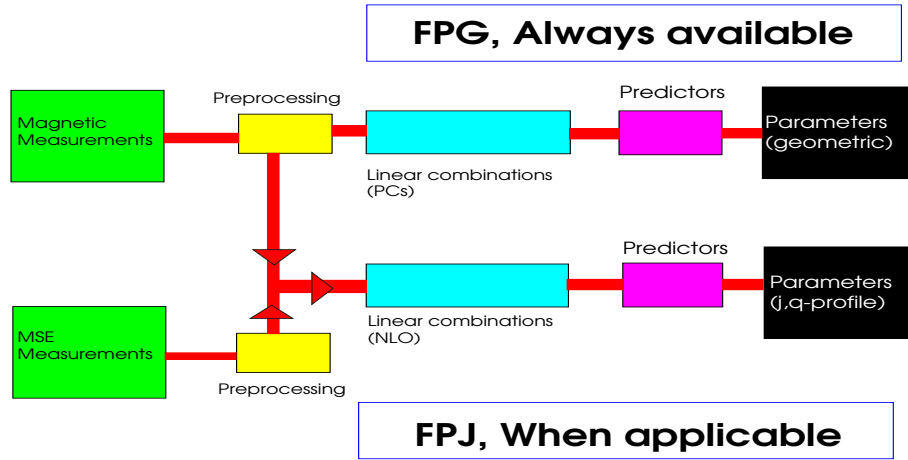 FPG, Always available
Magnetic
Measurements
Preprocessing
Predictors
Parameters
(geometric)
Linear combinations
(PCs)
Predictors
Parameters
(j,q-profile)
MSE
Measurements
Linear combinations
(NLO)
Preprocessing
FPJ, When applicable